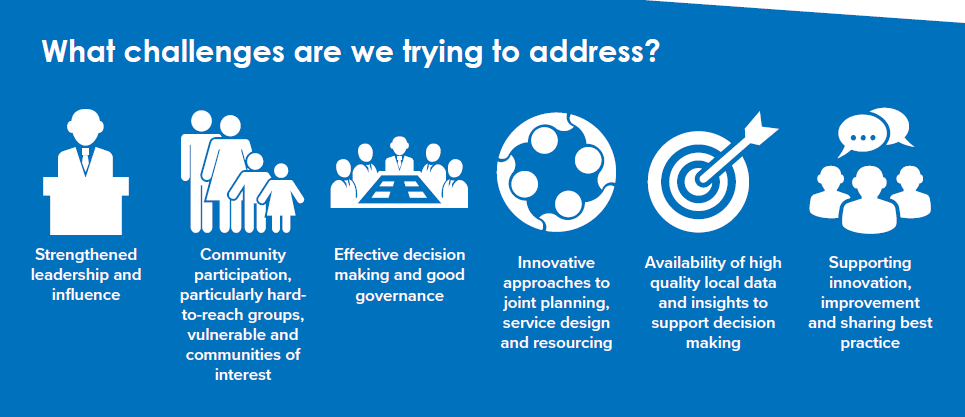 What challenges are we trying to address?
Strengthened
leadership and
influence
Community
participation,
particularly hard-
to-reach groups,
vulnerable and
communities of
interest
Effective decision
making and good
governance
Innovative
approaches to
joint planning,
service design
and resourcing
Availability of high
quality local data
and insights to
support decision
making
Supporting
innovation,
improvement
and sharing best
practice